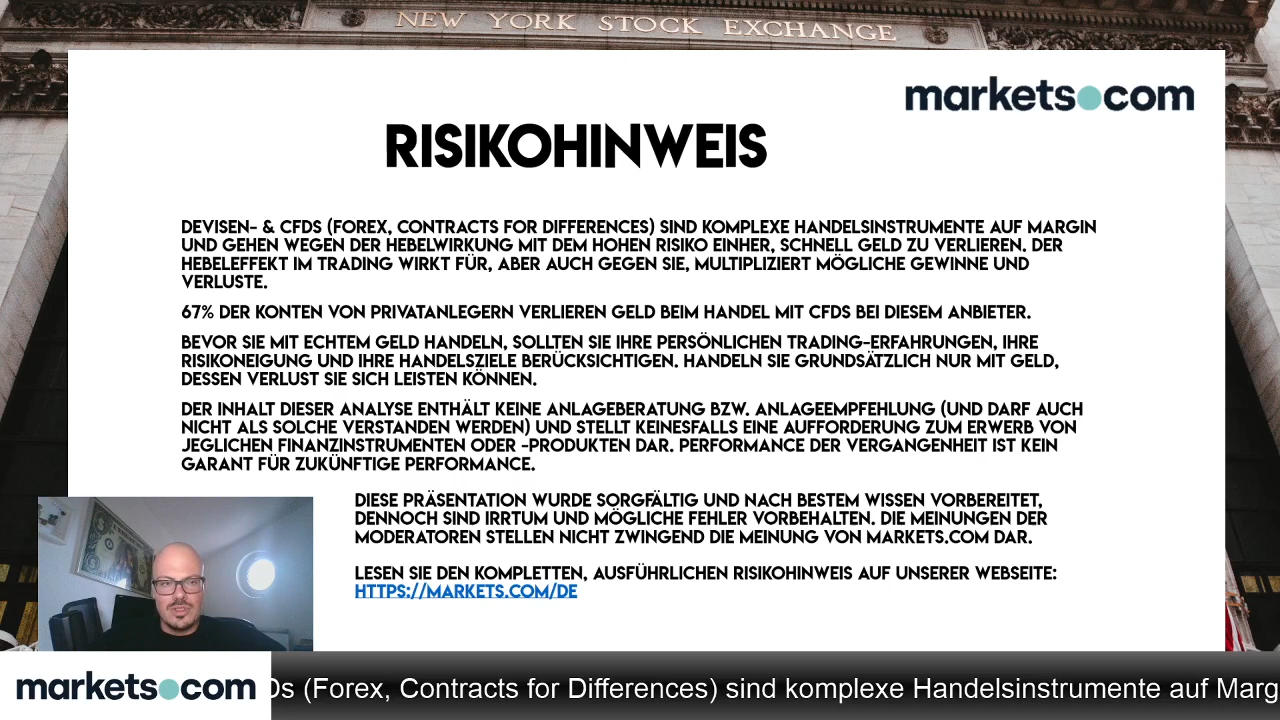 NEW YORK STOCK EXCHANGE
markets.com
RISIKOHINWEIS
DEVISEN- & CFDS (FOREX, CONTRACTS FOR DIFFERENCES) SIND KOMPLEXE HANDELSINSTRUMENTE AUF MARGIN
UND GEHEN WEGEN DER HEBELWIRKUNG MIT DEM HOHEN RISIKO EINHER, SCHNELL GELD ZU VERLIEREN. DER
HEBELEFFEKT IM TRADING WIRKT FÜR, ABER AUCH GEGEN SIE, MULTIPLIZIERT MÖGLICHE GEWINNE UND
VERLUSTE.
67% DER KONTEN VON PRIVATANLEGERN VERLIEREN GELD BEIM HANDEL MIT CFDS BEI DIESEM ANBIETER.
BEVOR SIE MIT ECHTEM GELD HANDELN, SOLLTEN SIE IHRE PERSÖNLICHEN TRADING-ERFAHRUNGEN, IHRE
RISIKONEIGUNG UND IHRE HANDELSZIELE BERÜCKSICHTIGEN. HANDELN SIE GRUNDSÄTZLICH NUR MIT GELD,
DESSEN VERLUST SIE SICH LEISTEN KÖNNEN.
DER INHALT DIESER ANALYSE ENTHÄLT KEINE ANLAGEBERATUNG BZW. ANLAGEEMPFEHLUNG (UND DARF AUCH
NICHT ALS SOLCHE VERSTANDEN WERDEN) UND STELLT KEINESFALLS EINE AUFFORDERUNG ZUM ERWERB VON
JEGLICHEN FINANZINSTRUMENTEN ODER -PRODUKTEN DAR. PERFORMANCE DER VERGANGENHEIT IST KEIN
GARANT FÜR ZUKÜNFTIGE PERFORMANCE.
DIESE PRÄSENTATION WURDE SORGFÄLTIG UND NACH BESTEM WISSEN VORBEREITET,
DENNOCH SIND IRRTUM UND MÖGLICHE FEHLER VORBEHALTEN. DIE MEINUNGEN DER
MODERATOREN STELLEN NICHT ZWINGEND DIE MEINUNG VON MARKETS.COM DAR.
LESEN SIE DEN KOMPLETTEN, AUSFÜHRLICHEN RISIKOHINWEIS AUF UNSERER WEBSEITE:
HTTPS://MARKETS.COM/DE
markets.com
Ds (Forex, Contracts for Differences) sind komplexe Handelsinstrumente auf Marg